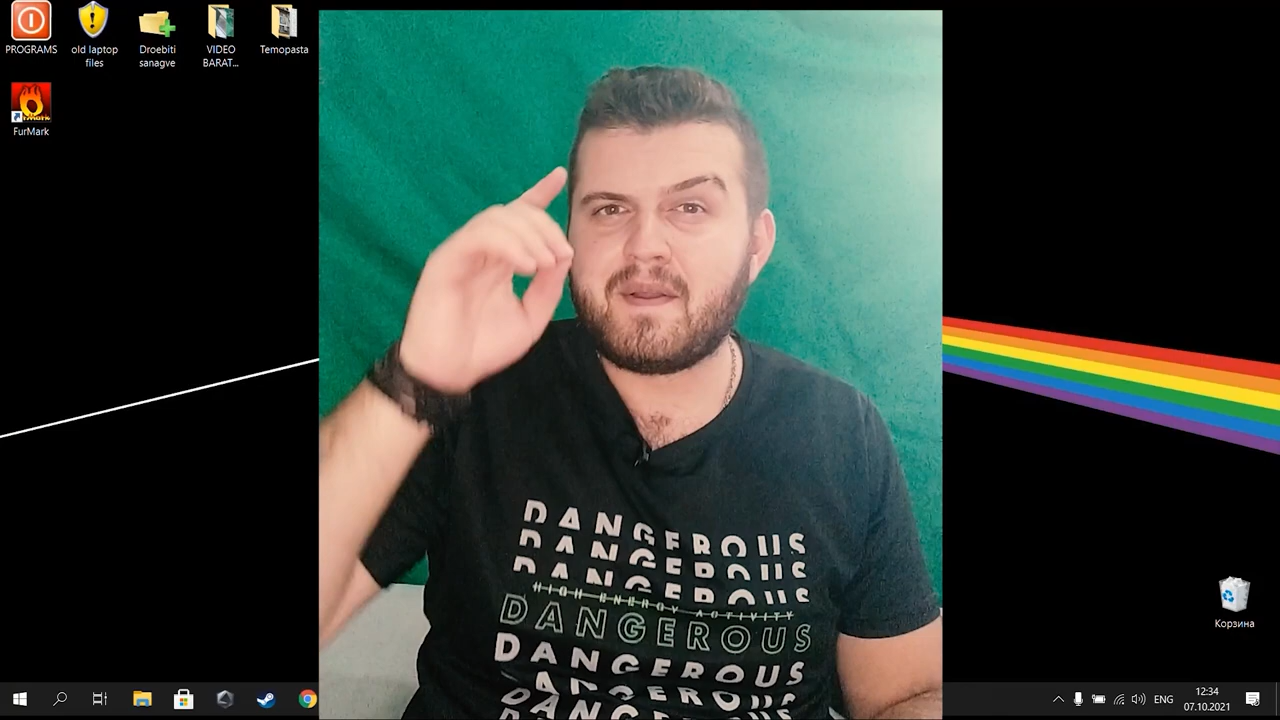 PROGRAMS
old laptop
files
Droebiti
sanagve
VIDEO
BARAT...
Temopasta
FurMark
DANGEROUS
DANGEROUS
DANGEROUS
HIGH ENERGY ACTIVITY
DANGEROUS
DANGEROUS
DANGEROUS
Корзина
ENG
12:34
07.10.2021